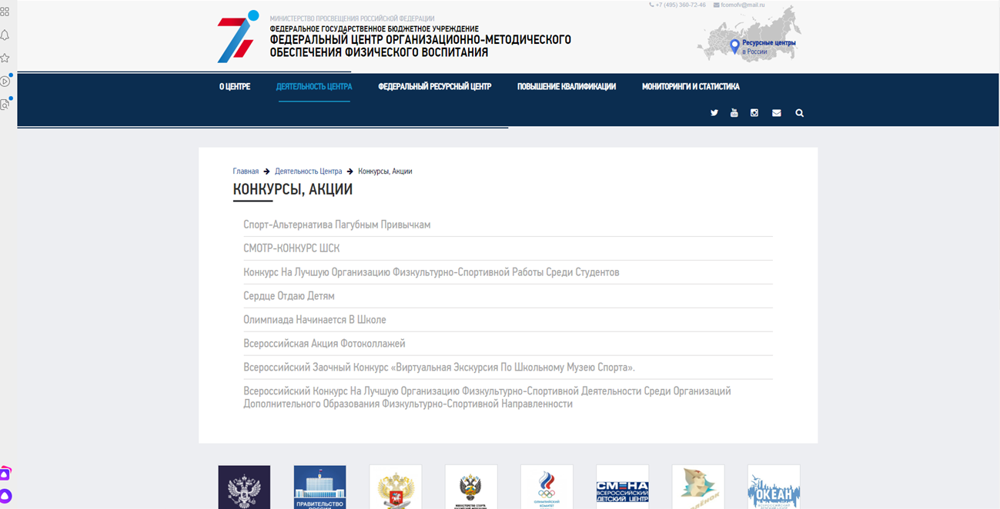 +7 (495) 360-72-46 fcomofv@mail.ru
МИНИСТЕРСТВО ПРОСВЕЩЕНИЯ РОССИЙСКОЙ ФЕДЕРАЦИИ
ФЕДЕРАЛЬНОЕ ГОСУДАРСТВЕННОЕ БЮДЖЕТНОЕ УЧРЕЖДЕНИЕ
ФЕДЕРАЛЬНЫЙ ЦЕНТР ОРГАНИЗАЦИОННО-МЕТОДИЧЕСКОГО
ОБЕСПЕЧЕНИЯ ФИЗИЧЕСКОГО ВОСПИТАНИЯ
Ресурсные центры
в России
О ЦЕНТРЕ ДЕЯТЕЛЬНОСТЬ ЦЕНТРА ФЕДЕРАЛЬНЫЙ РЕСУРСНЫЙ ЦЕНТР ПОВЫШЕНИЕ КВАЛИФИКАЦИИ МОНИТОРИНГИ И СТАТИСТИКА
Главная Деятельность Центра Конкурсы, Акции
КОНКУРСЫ, АКЦИИ
Спорт-Альтернатива Пагубным Привычкам
СМОТР-КОНКУРС ШСК
Конкурс На Лучшую Организацию Физкультурно-Спортивной Работы Среди Студентов
Сердце Отдаю Детям
Олимпиада Начинается В Школе
Всероссийская Акция Фотоколлажей
Всероссийский Заочный Конкурс «Виртуальная Экскурсия По Школьному Музею Спорта».
Всероссийский Конкурс На Лучшую Организацию Физкультурно-Спортивной Деятельности Среди Организаций
Дополнительного Образования Физкультурно-Спортивной Направленности
ПРАВИТЕЛЬСТВО
РОССИИ
ОЛИМПИЙСКИЙ
КОМИТЕТ
СМЕНА
ВСЕРОССИЙСКИЙ
ДЕТСКИЙ ЦЕНТР
ОКЕАН